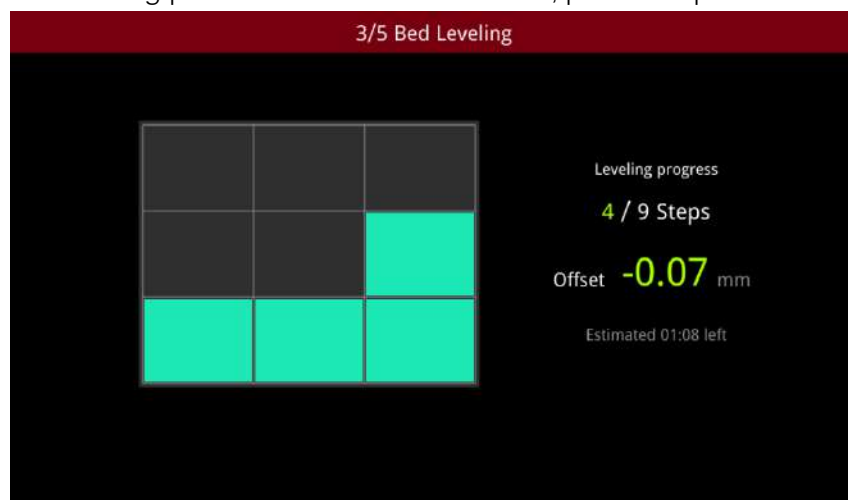 3/5 Bed Leveling
Leveling progress
4 / 9 Steps
Offset -0.07 mm
Estimated 01:08 left